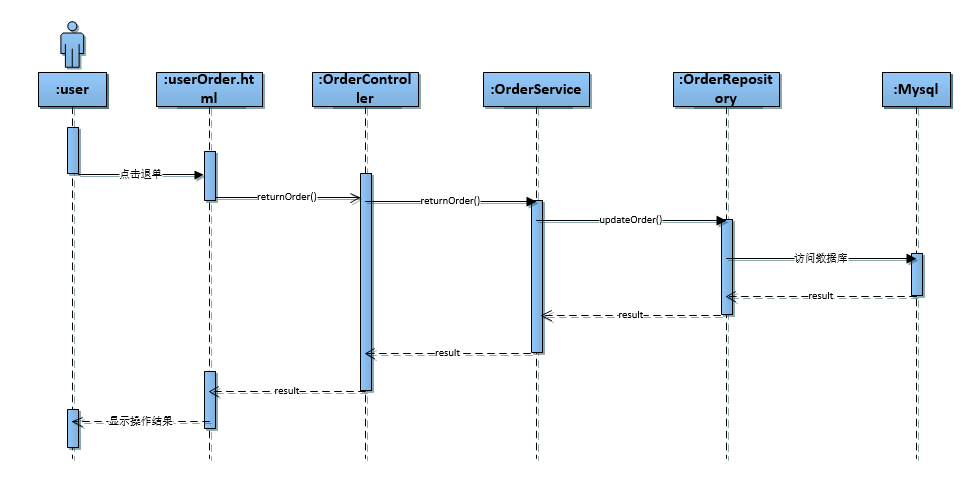 :user
:userOrder.ht
ml
:OrderControl
ler
:OrderService
:OrderReposit
ory
:Mysql
点击退单
returnOrder()
returnOrder()
updateOrder()
访问数据库
result
result
result
result
显示操作结果